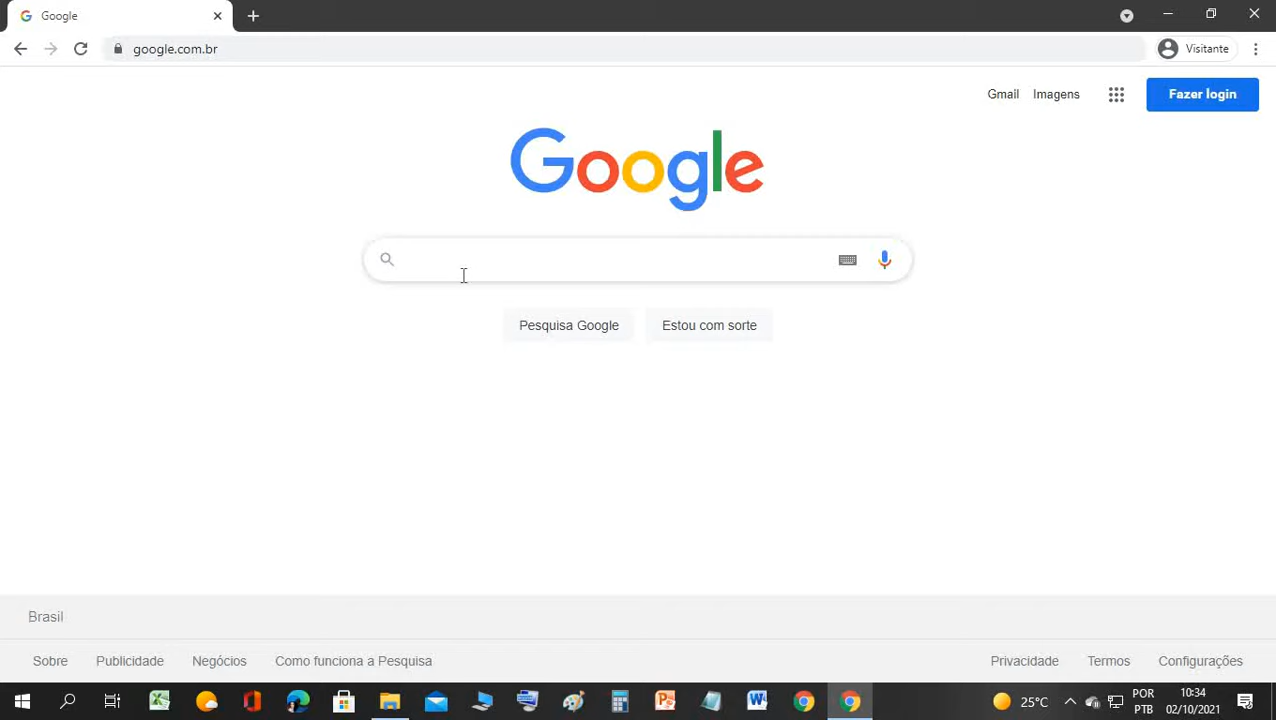 Google
google.com.br
Visitante
Gmail Imagens Fazer login
Google
Pesquisa Google Estou com sorte
Brasil
Sobre Publicidade Negócios Como funciona a Pesquisa Privacidade Termos Configurações
25°C
POR
PTB
10:34
02/10/2021